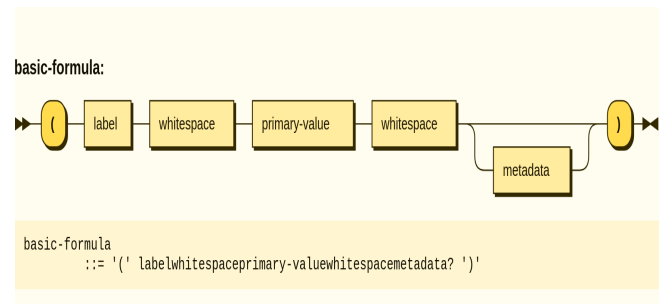 basic-formula:
( label whitespace primary-value whitespace )
metadata
basic-formula
::= '(' labelwhitespaceprimary-valuewhitespacemetadata? ')'